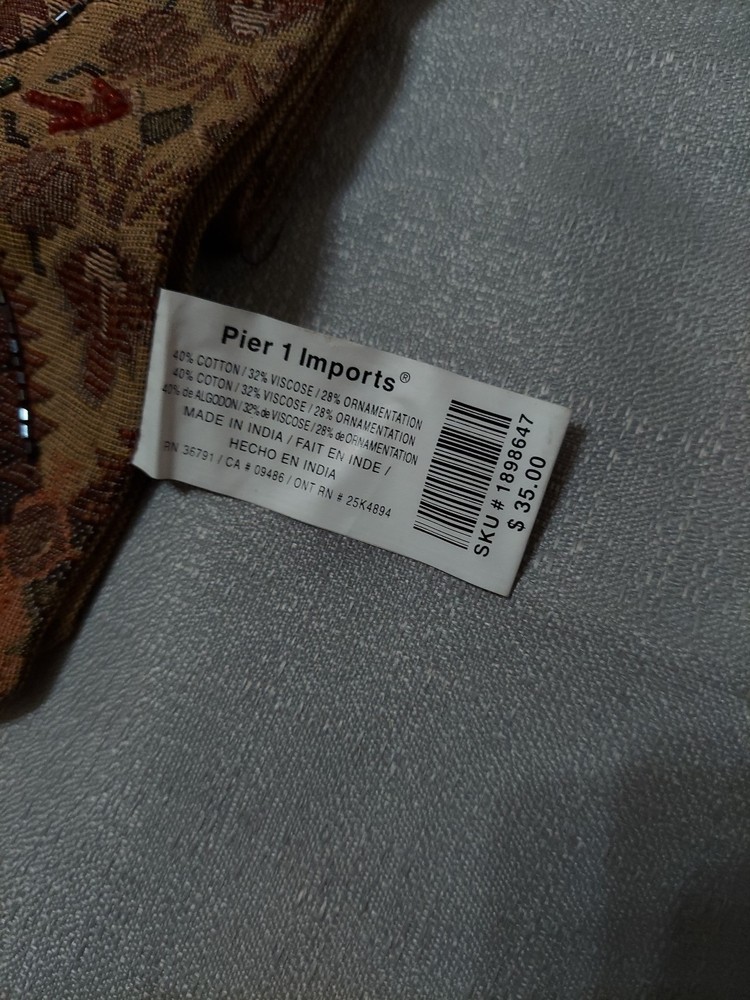 Pier 1 Imports®
40% COTTON / 32% VISCOSE / 28% ORNAMENTATION
40% COTON / 32% VISCOSE / 28% ORNAMENTATION
40% de ALGODON / 32% de VISCOSE / 28% de ORNAMENTATION
MADE IN INDIA / FAIT EN INDE /
HECHO EN INDIA
RN 36791 / CA # 09486 / ONT RN # 25K4894
SKU # 1898647
$ 35.00